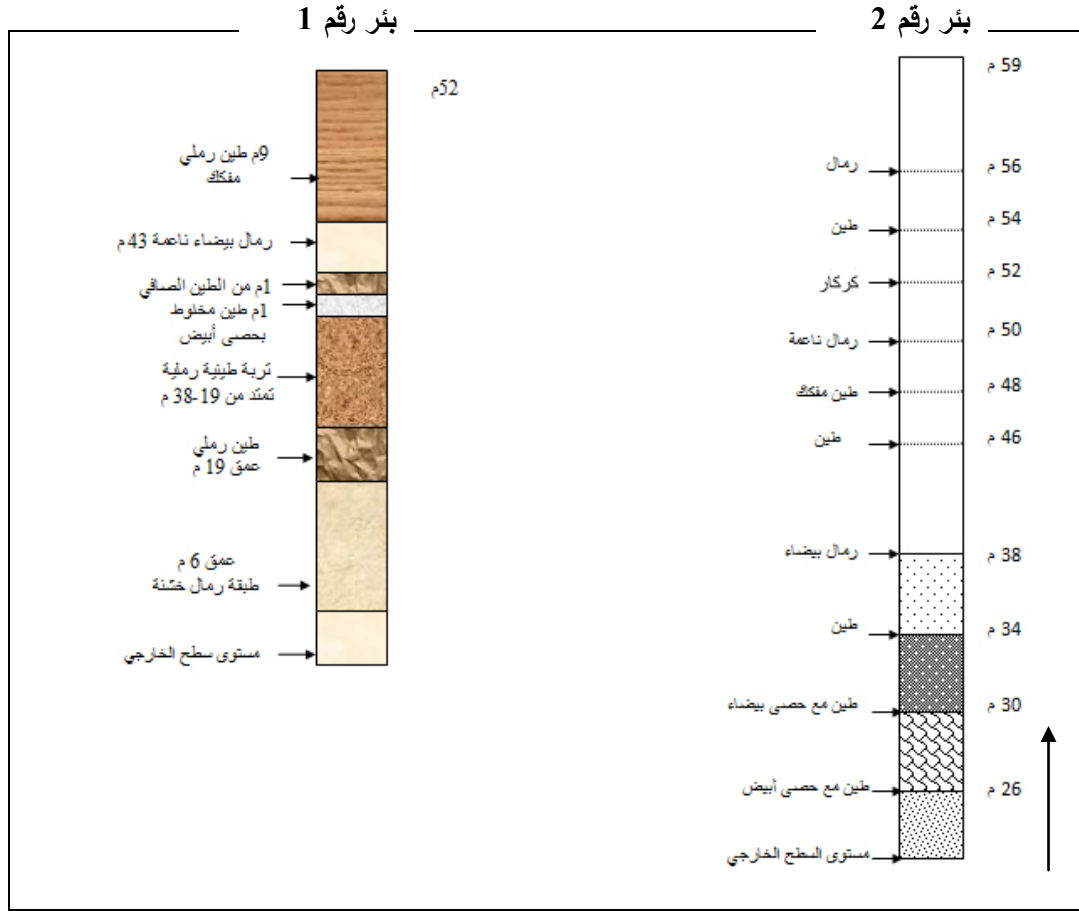 بئر رقم 1
بئر رقم 2
52م
9م طين رملي
مفكك
رمال بيضاء ناعمة 43 م
1م من الطين الصافي
1م طين مخلوط
بحصى أبيض
تربة طينية رملية
تمتد من 19-38 م
طين رملي
عمق 19 م
عمق 6 م
طبقة رمال خشنة
مستوى سطح الخارجي
59 م
رمال
56 م
طين
54 م
كركار
52 م
رمال ناعمة
50 م
طين مفكك
48 م
طين
46 م
رمال بيضاء
38 م
طين
34 م
طين مع حصى بيضاء
30 م
طين مع حصى أبيض
26 م
مستوى السطح الخارجي